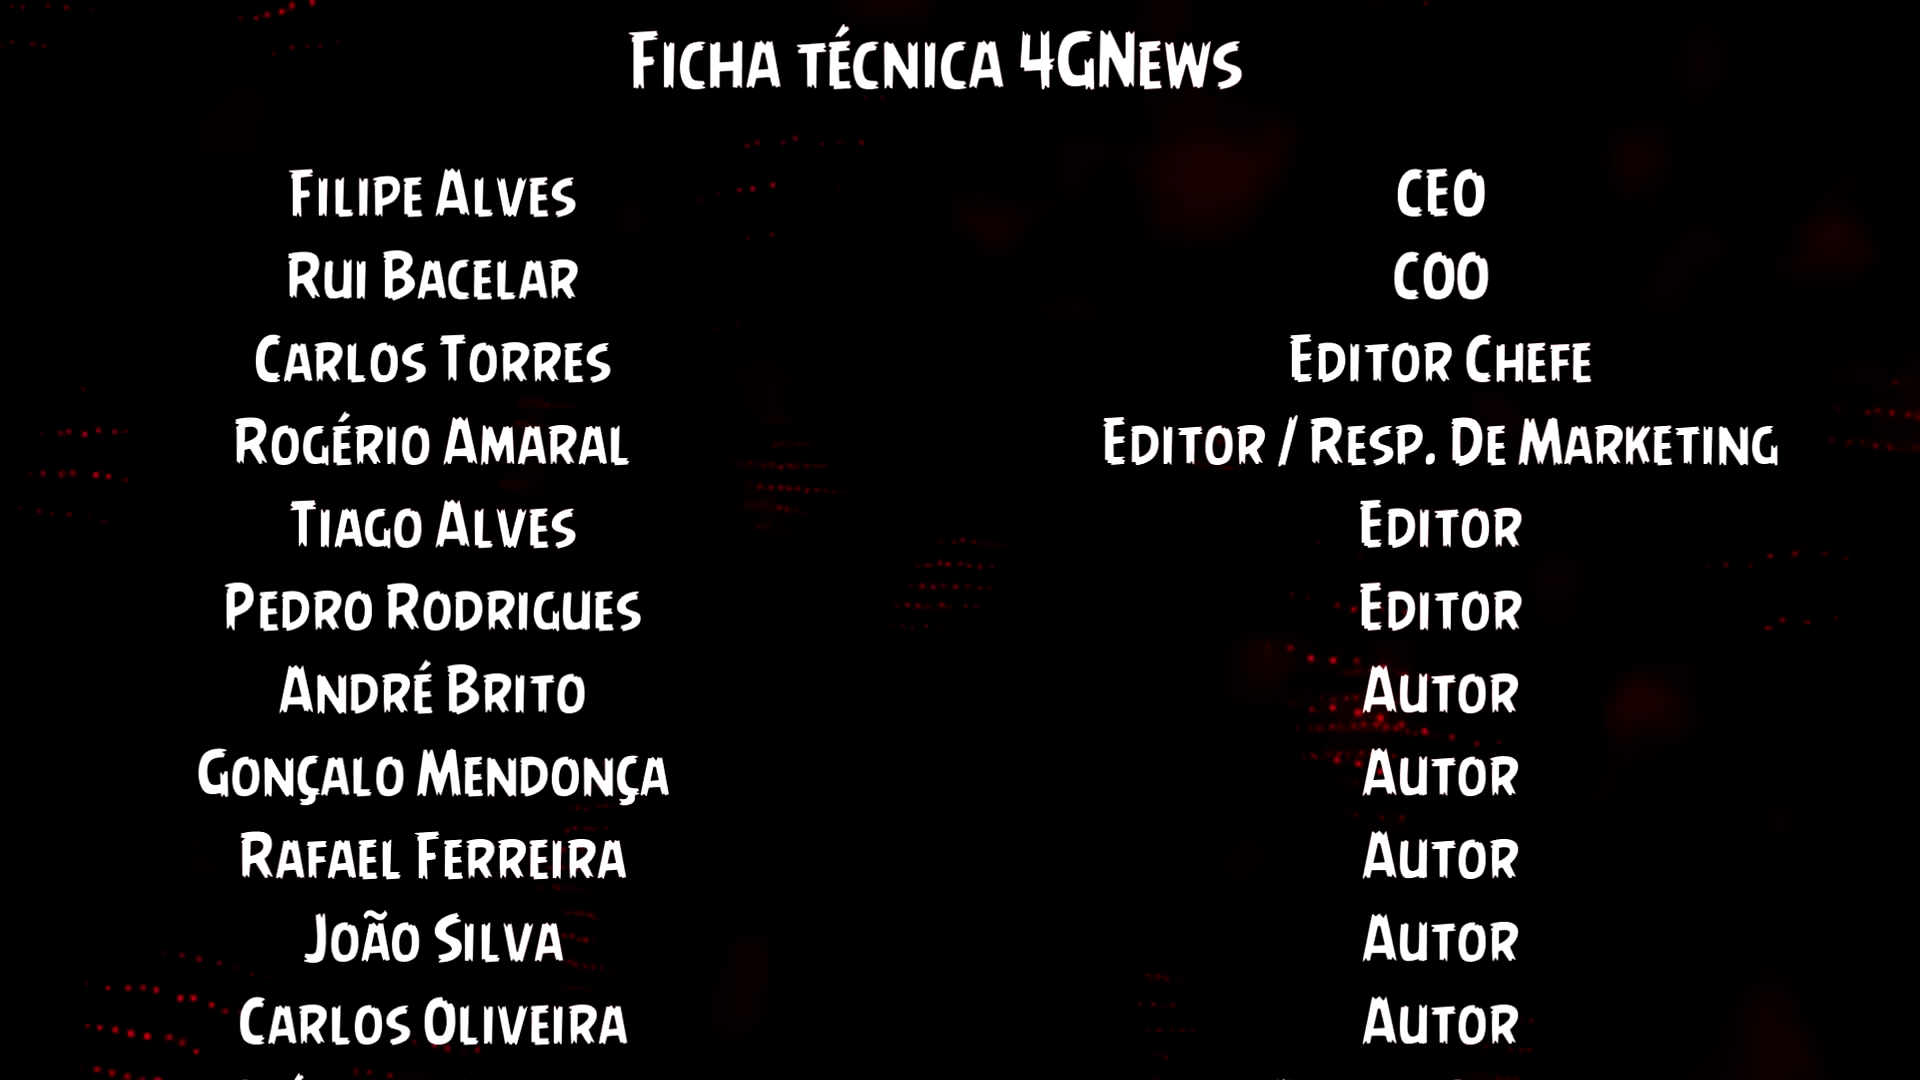 Ficha técnica 4GNews
Filipe Alves CEO
Rui Bacelar COO
Carlos Torres Editor Chefe
Rogério Amaral Editor / Resp. De Marketing
Tiago Alves Editor
Pedro Rodrigues Editor
André Brito Autor
Gonçalo Mendonça Autor
Rafael Ferreira Autor
João Silva Autor
Carlos Oliveira Autor